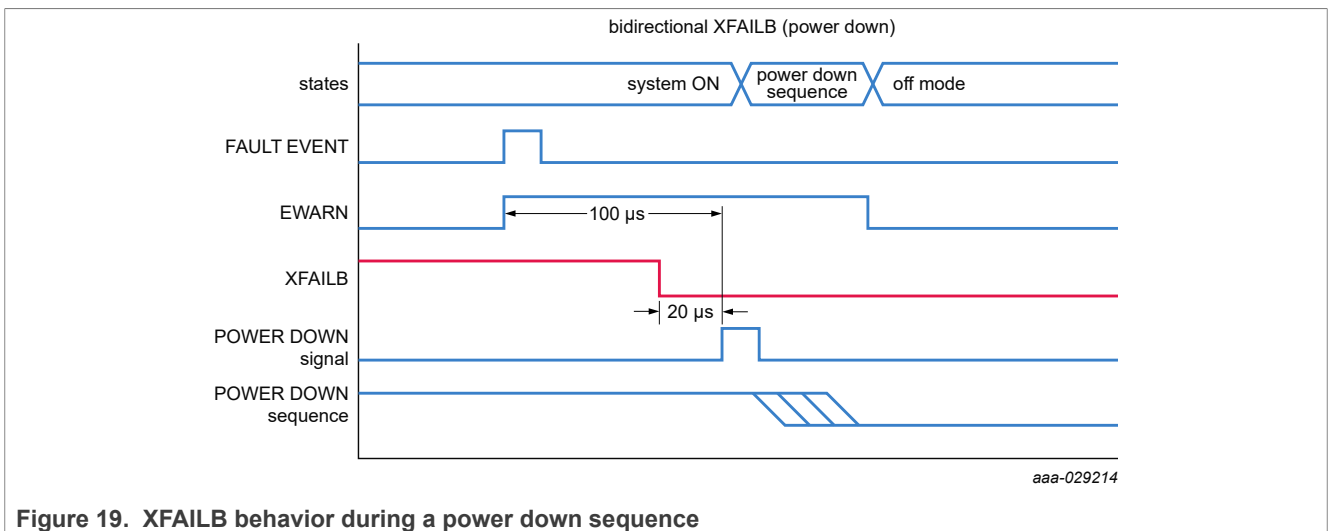 bidirectional XFAILB (power down)
states
system ON
power down
sequence
off mode
FAULT EVENT
EWARN
100 µs
XFAILB
20 µs
POWER DOWN
signal
POWER DOWN
sequence
aaa-029214
Figure 19. XFAILB behavior during a power down sequence